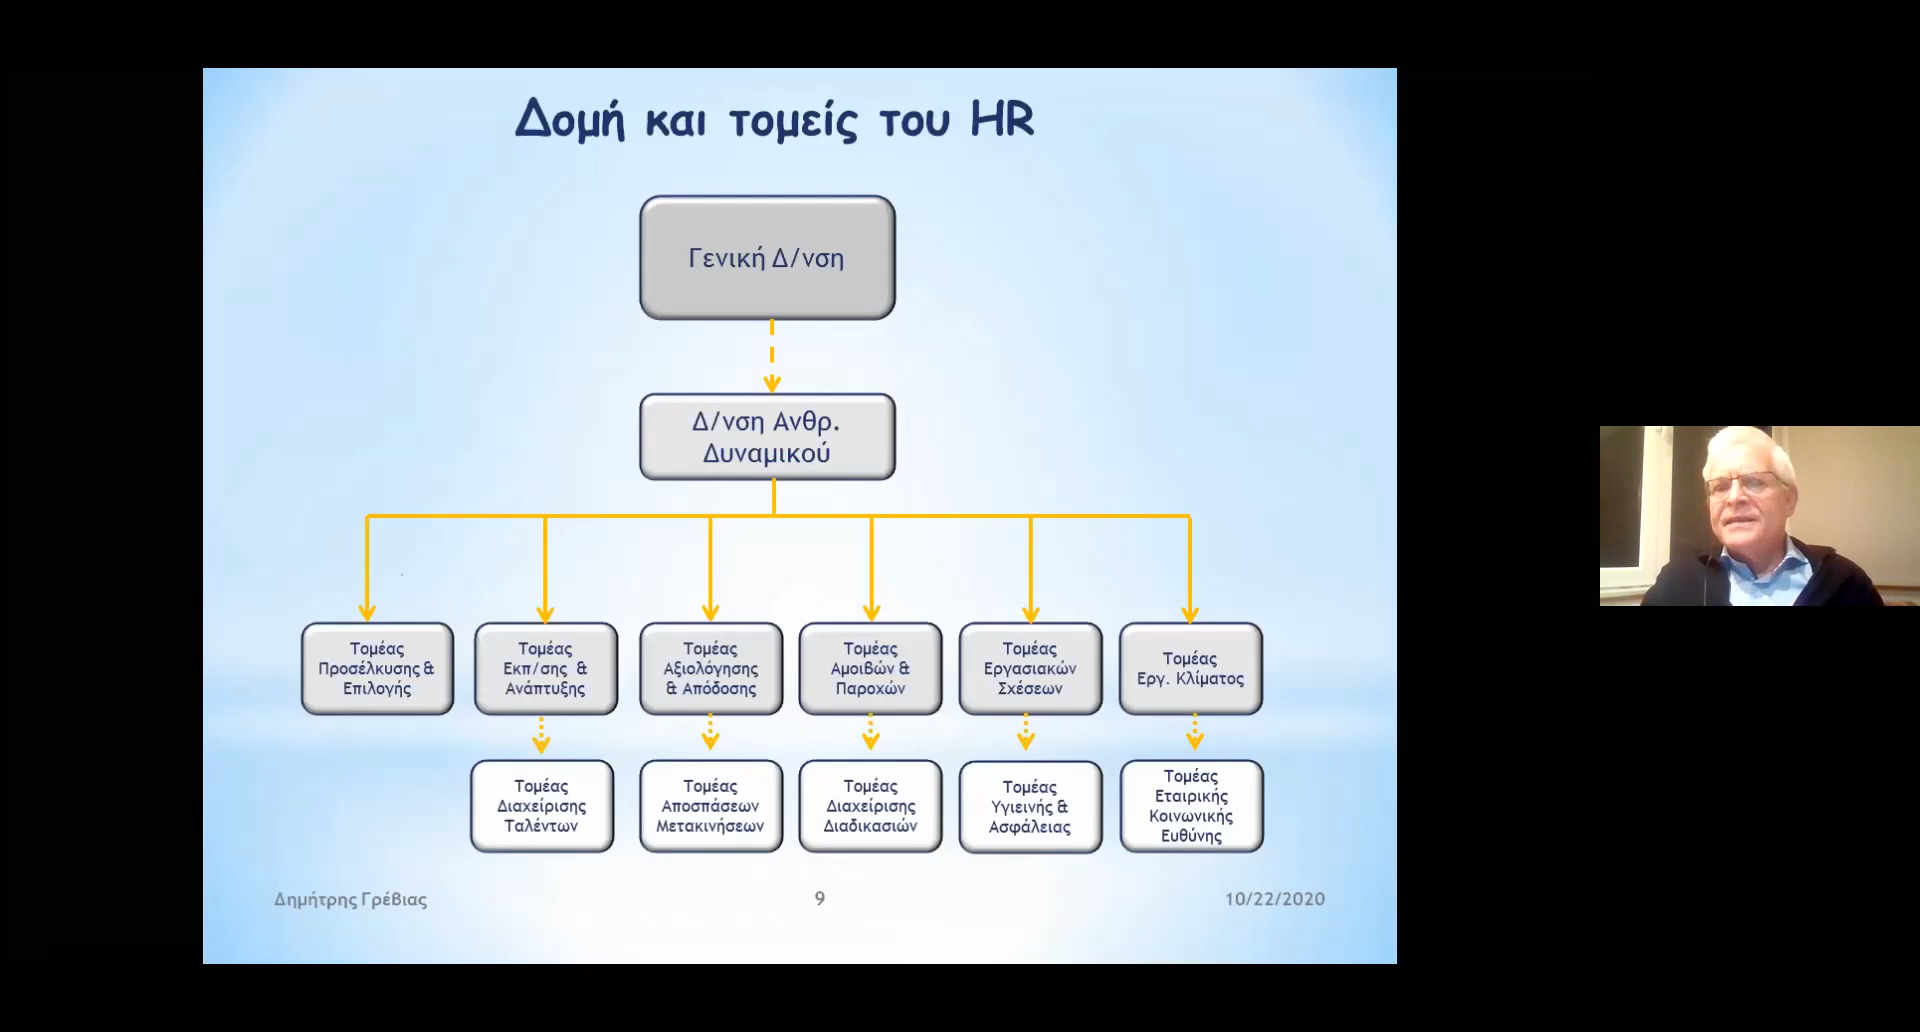 Δομή και τομείς του HR
Γενική Δ/νση
Δ/νση Ανθρ.
Δυναμικού
Τομέας
Προσέλκυσης &
Επιλογής
Τομέας
Εκπ/σης &
Ανάπτυξης
Τομέας
Αξιολόγησης
& Απόδοσης
Τομέας
Αμοιβών &
Παροχών
Τομέας
Εργασιακών
Σχέσεων
Τομέας
Εργ. Κλίματος
Τομέας
Διαχείρισης
Ταλέντων
Τομέας
Αποσπάσεων
Μετακινήσεων
Τομέας
Διαχείρισης
Διαδικασιών
Τομέας
Υγιεινής &
Ασφάλειας
Τομέας
Εταιρικής
Κοινωνικής
Ευθύνης
Δημήτρης Γρέβιας
9
10/22/2020